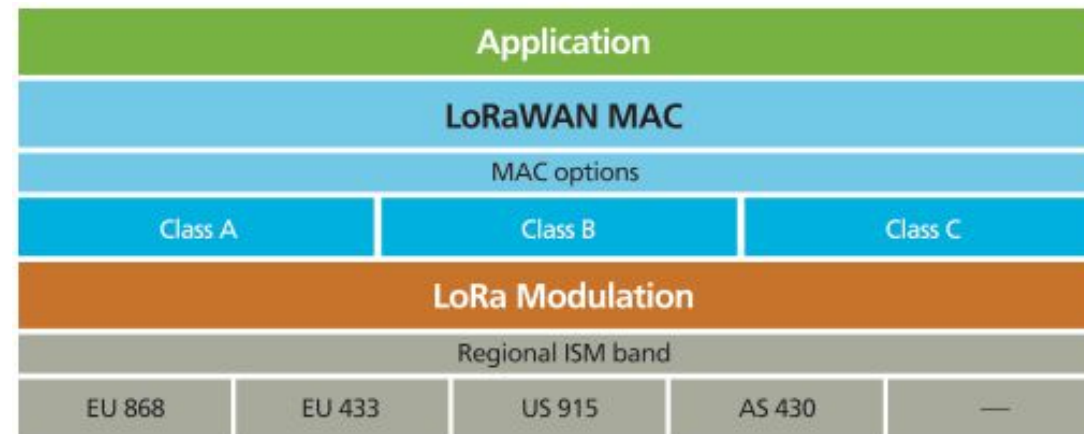 Application
LoRaWAN MAC
MAC options
Class A Class B Class C
LoRa Modulation
Regional ISM band
EU 868 EU 433 US 915 AS 430 —